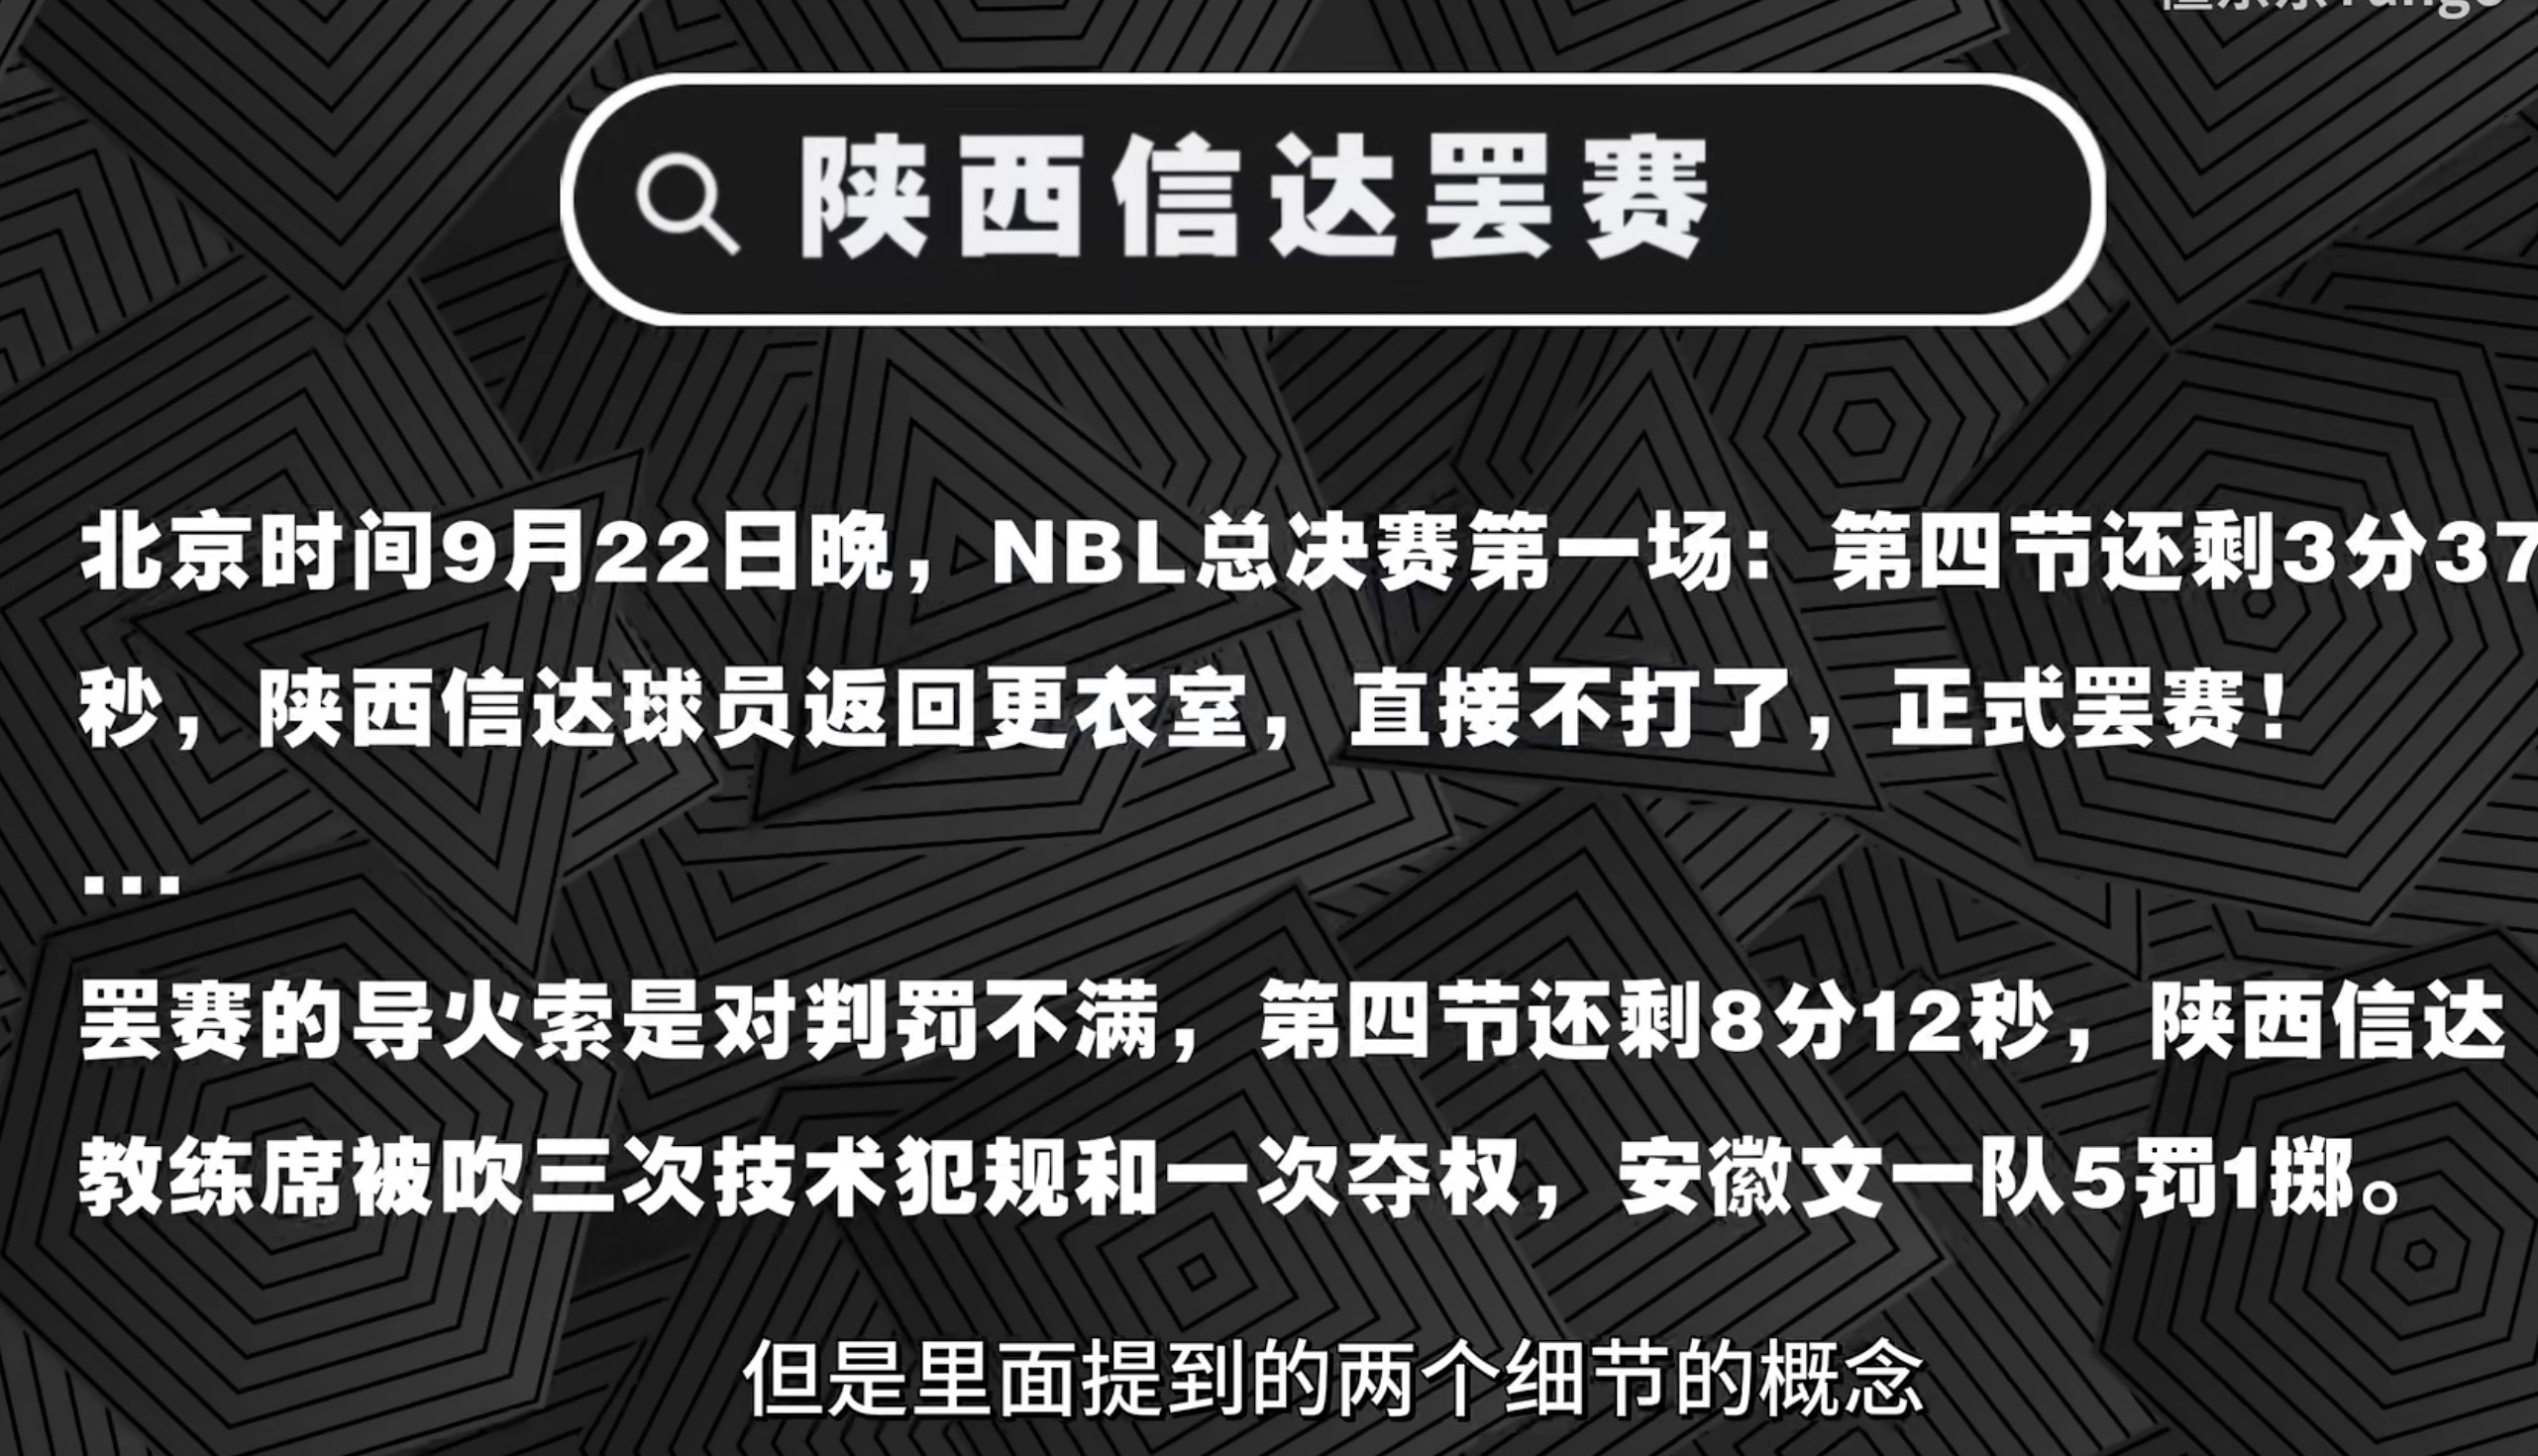 陕西信达罢赛
北京时间9月22日晚，NBL总决赛第一场：第四节还剩3分37
秒，陕西信达球员返回更衣室，直接不打了，正式罢赛！
...
罢赛的导火索是对判罚不满，第四节还剩8分12秒，陕西信达
教练席被吹三次技术犯规和一次夺权，安徽文一队5罚1掷。
但是里面提到的两个细节的概念